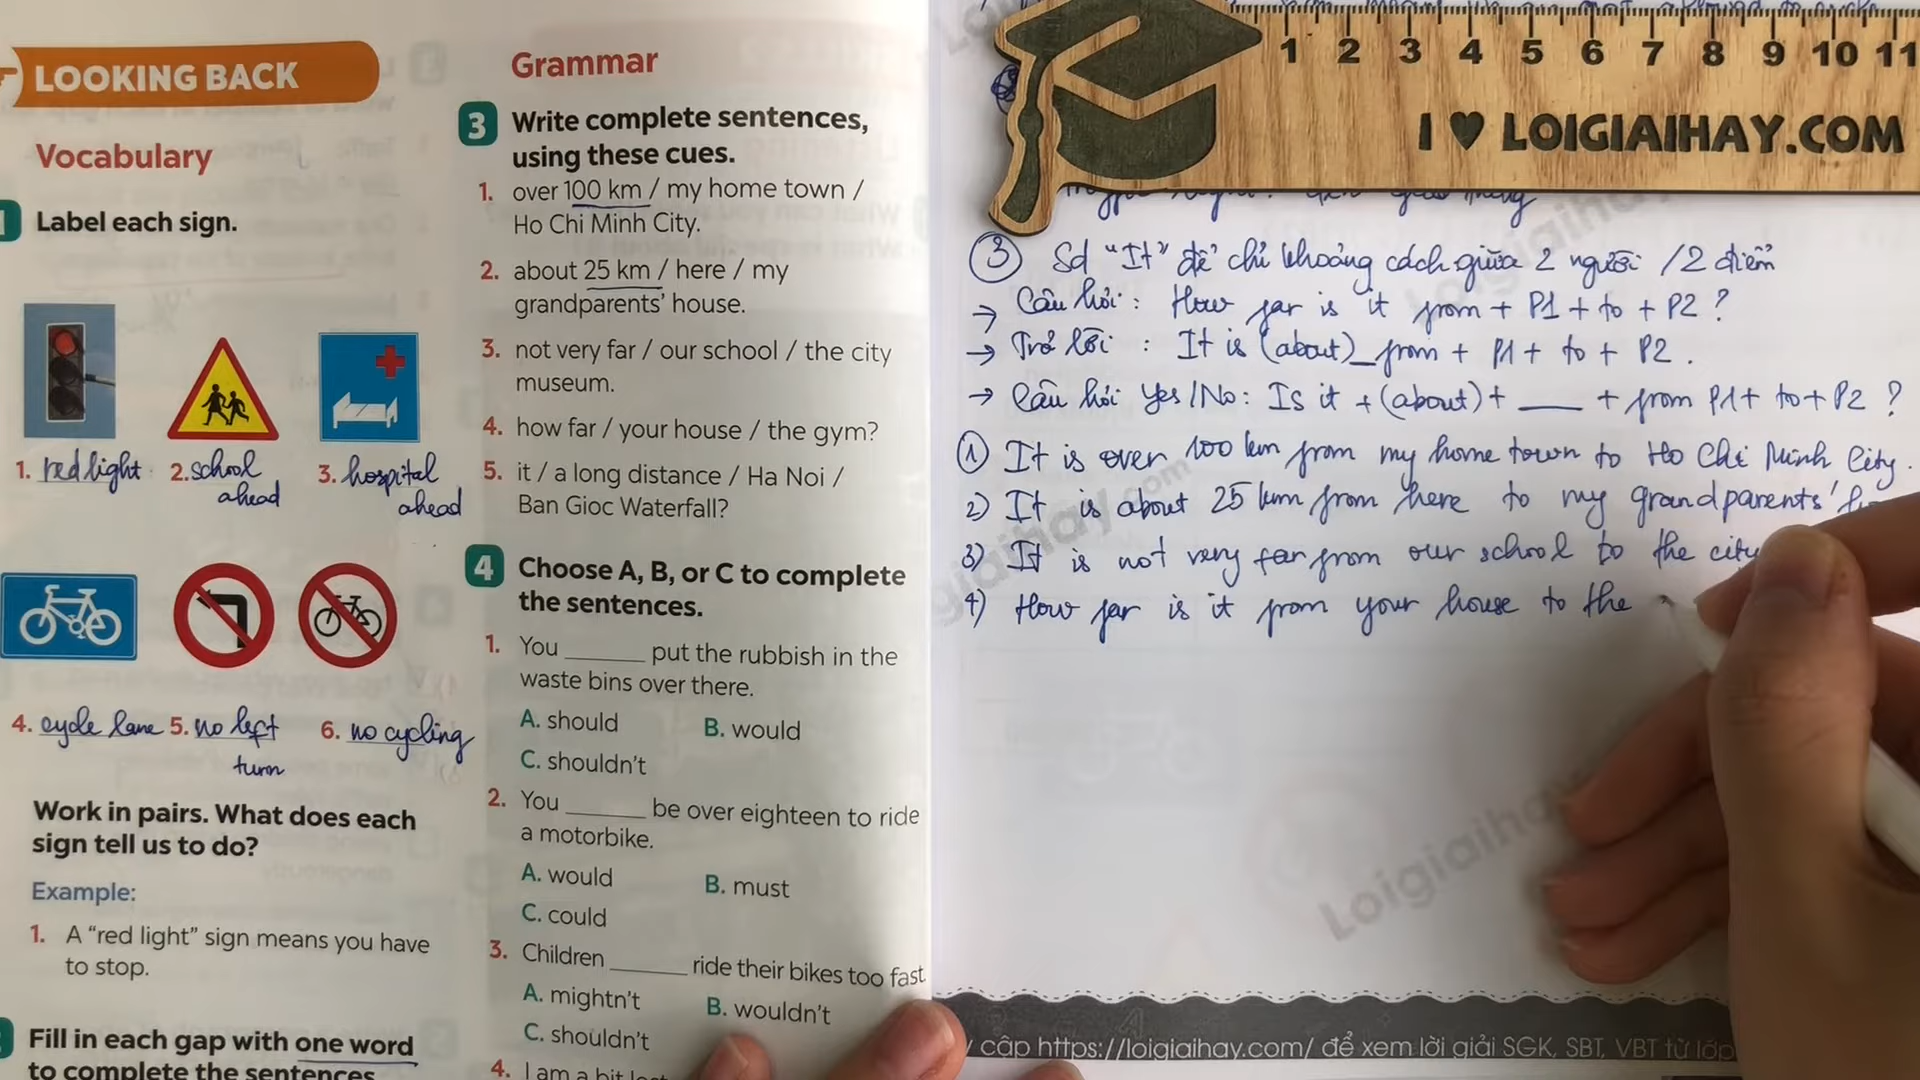 LOOKING BACK
Vocabulary
1 Label each sign.
1. red light
2. school
ahead
3. hospital
ahead
4. cycle lane
5. no left
turn
6. no cycling
Work in pairs. What does each
sign tell us to do?
Example:
1. A “red light” sign means you have
to stop.
Fill in each gap with one word
to complete the sentences
Grammar
3 Write complete sentences,
using these cues.
1. over 100 km / my home town /
Ho Chi Minh City.
2. about 25 km / here / my
grandparents’ house.
3. not very far / our school / the city
museum.
4. how far / your house / the gym?
5. it / a long distance / Ha Noi /
Ban Gioc Waterfall?
4 Choose A, B, or C to complete
the sentences.
1. You ______ put the rubbish in the
waste bins over there.
A. should B. would
C. shouldn’t
2. You ______ be over eighteen to ride
a motorbike.
A. would B. must
C. could
3. Children ______ ride their bikes too fast
A. mightn’t B. wouldn’t
C. shouldn’t
4. I am a bit
1 2 3 4 5 6 7 8 9 10 11
I ♥ LOIGIAIHAY.COM
3 Sd "It" để chỉ khoảng cách giữa 2 người / 2 điểm
→ Câu hỏi : How far is it from + P1 + to + P2 ?
→ Trả lời : It is (about) _ from + P1 + to + P2 .
→ Câu hỏi Yes/No: Is it + (about) + ___ + from P1 + to + P2 ?
1 It is over 100 km from my home town to Ho Chi Minh City.
2) It is about 25 km from here to my grandparents'
3) It is not very far from our school to the city
4) How far is it from your house to the
cập https://loigiaihay.com/ để xem lời giải SGK, SBT, VBT từ lớp
Loigiaihay